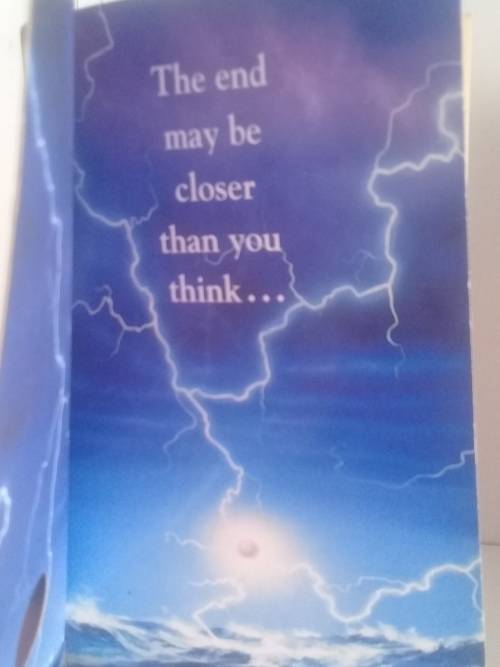 The end
may be
closer
than you
think...